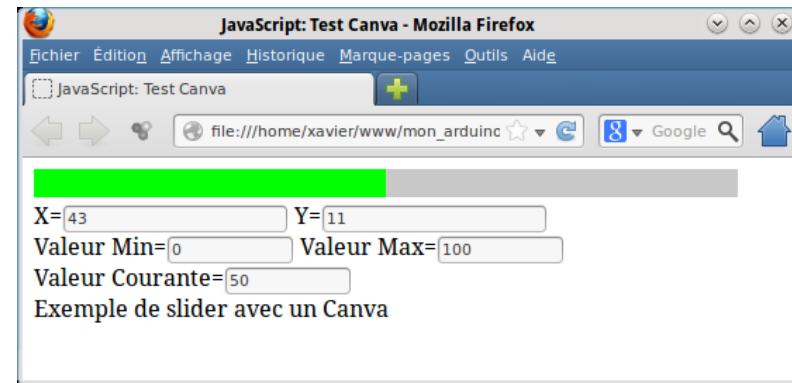 JavaScript: Test Canva - Mozilla Firefox
Fichier Édition Affichage Historique Marque-pages Outils Aide
JavaScript: Test Canva
file:///home/xavier/www/mon_arduinc Google
X=43 Y=11
Valeur Min=0 Valeur Max=100
Valeur Courante=50
Exemple de slider avec un Canva